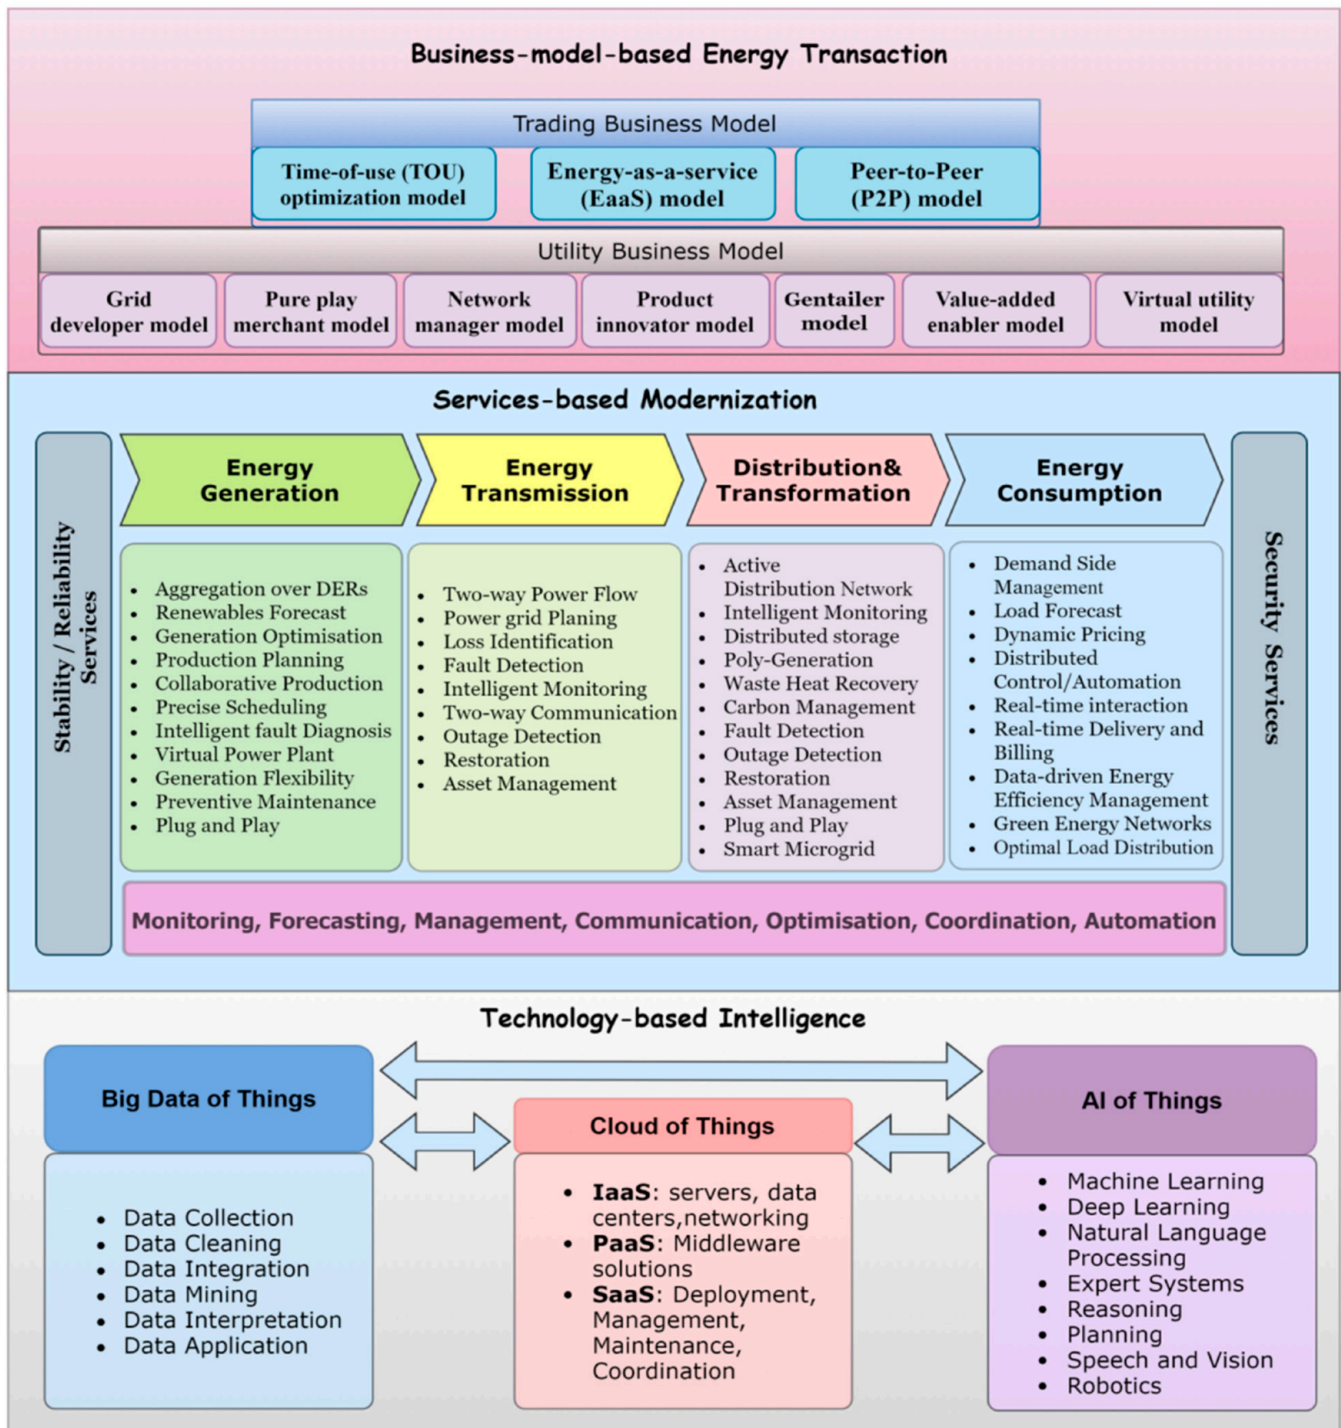 Business-model-based Energy Transaction
Trading Business Model
Time-of-use (TOU)
optimization model
Energy-as-a-service
(EaaS) model
Peer-to-Peer
(P2P) model
Utility Business Model
Grid
developer model
Pure play
merchant model
Network
manager model
Product
innovator model
Gentailer
model
Value-added
enabler model
Virtual utility
model
Services-based Modernization
Stability / Reliability
Services
Energy
Generation
• Aggregation over DERs
• Renewables Forecast
• Generation Optimisation
• Production Planning
• Collaborative Production
• Precise Scheduling
• Intelligent fault Diagnosis
• Virtual Power Plant
• Generation Flexibility
• Preventive Maintenance
• Plug and Play
Energy
Transmission
• Two-way Power Flow
• Power grid Planing
• Loss Identification
• Fault Detection
• Intelligent Monitoring
• Two-way Communication
• Outage Detection
• Restoration
• Asset Management
Distribution&
Transformation
• Active
Distribution Network
• Intelligent Monitoring
• Distributed storage
• Poly-Generation
• Waste Heat Recovery
• Carbon Management
• Fault Detection
• Outage Detection
• Restoration
• Asset Management
• Plug and Play
• Smart Microgrid
Energy
Consumption
• Demand Side
Management
• Load Forecast
• Dynamic Pricing
• Distributed
Control/Automation
• Real-time interaction
• Real-time Delivery and
Billing
• Data-driven Energy
Efficiency Management
• Green Energy Networks
• Optimal Load Distribution
Security Services
Monitoring, Forecasting, Management, Communication, Optimisation, Coordination, Automation
Technology-based Intelligence
Big Data of Things
• Data Collection
• Data Cleaning
• Data Integration
• Data Mining
• Data Interpretation
• Data Application
Cloud of Things
• IaaS: servers, data
centers,networking
• PaaS: Middleware
solutions
• SaaS: Deployment,
Management,
Maintenance,
Coordination
AI of Things
• Machine Learning
• Deep Learning
• Natural Language
Processing
• Expert Systems
• Reasoning
• Planning
• Speech and Vision
• Robotics